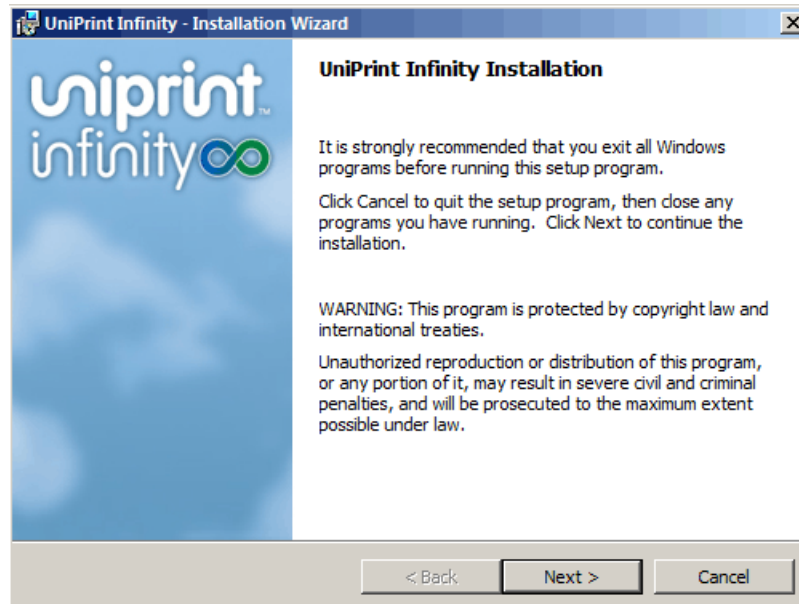 UniPrint Infinity - Installation Wizard
uniprint™
infinity
UniPrint Infinity Installation
It is strongly recommended that you exit all Windows
programs before running this setup program.
Click Cancel to quit the setup program, then close any
programs you have running.  Click Next to continue the
installation.
WARNING: This program is protected by copyright law and
international treaties.
Unauthorized reproduction or distribution of this program,
or any portion of it, may result in severe civil and criminal
penalties, and will be prosecuted to the maximum extent
possible under law.
< Back
Next >
Cancel